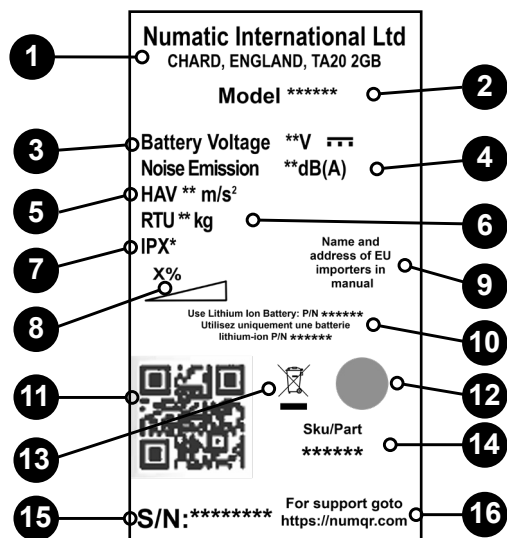 Numatic International Ltd
CHARD, ENGLAND, TA20 2GB
1
Model ******
2
3
Battery Voltage **V
Noise Emission **dB(A)
4
5
HAV ** m/s²
RTU ** kg
6
7
IPX*
Name and
address of EU
importers in
manual
9
X%
8
Use Lithium Ion Battery: P/N ******
Utilisez uniquement une batterie
lithium-ion P/N ******
10
11
12
13
Sku/Part
******
14
15
S/N:********
For support goto
https://numqr.com
16